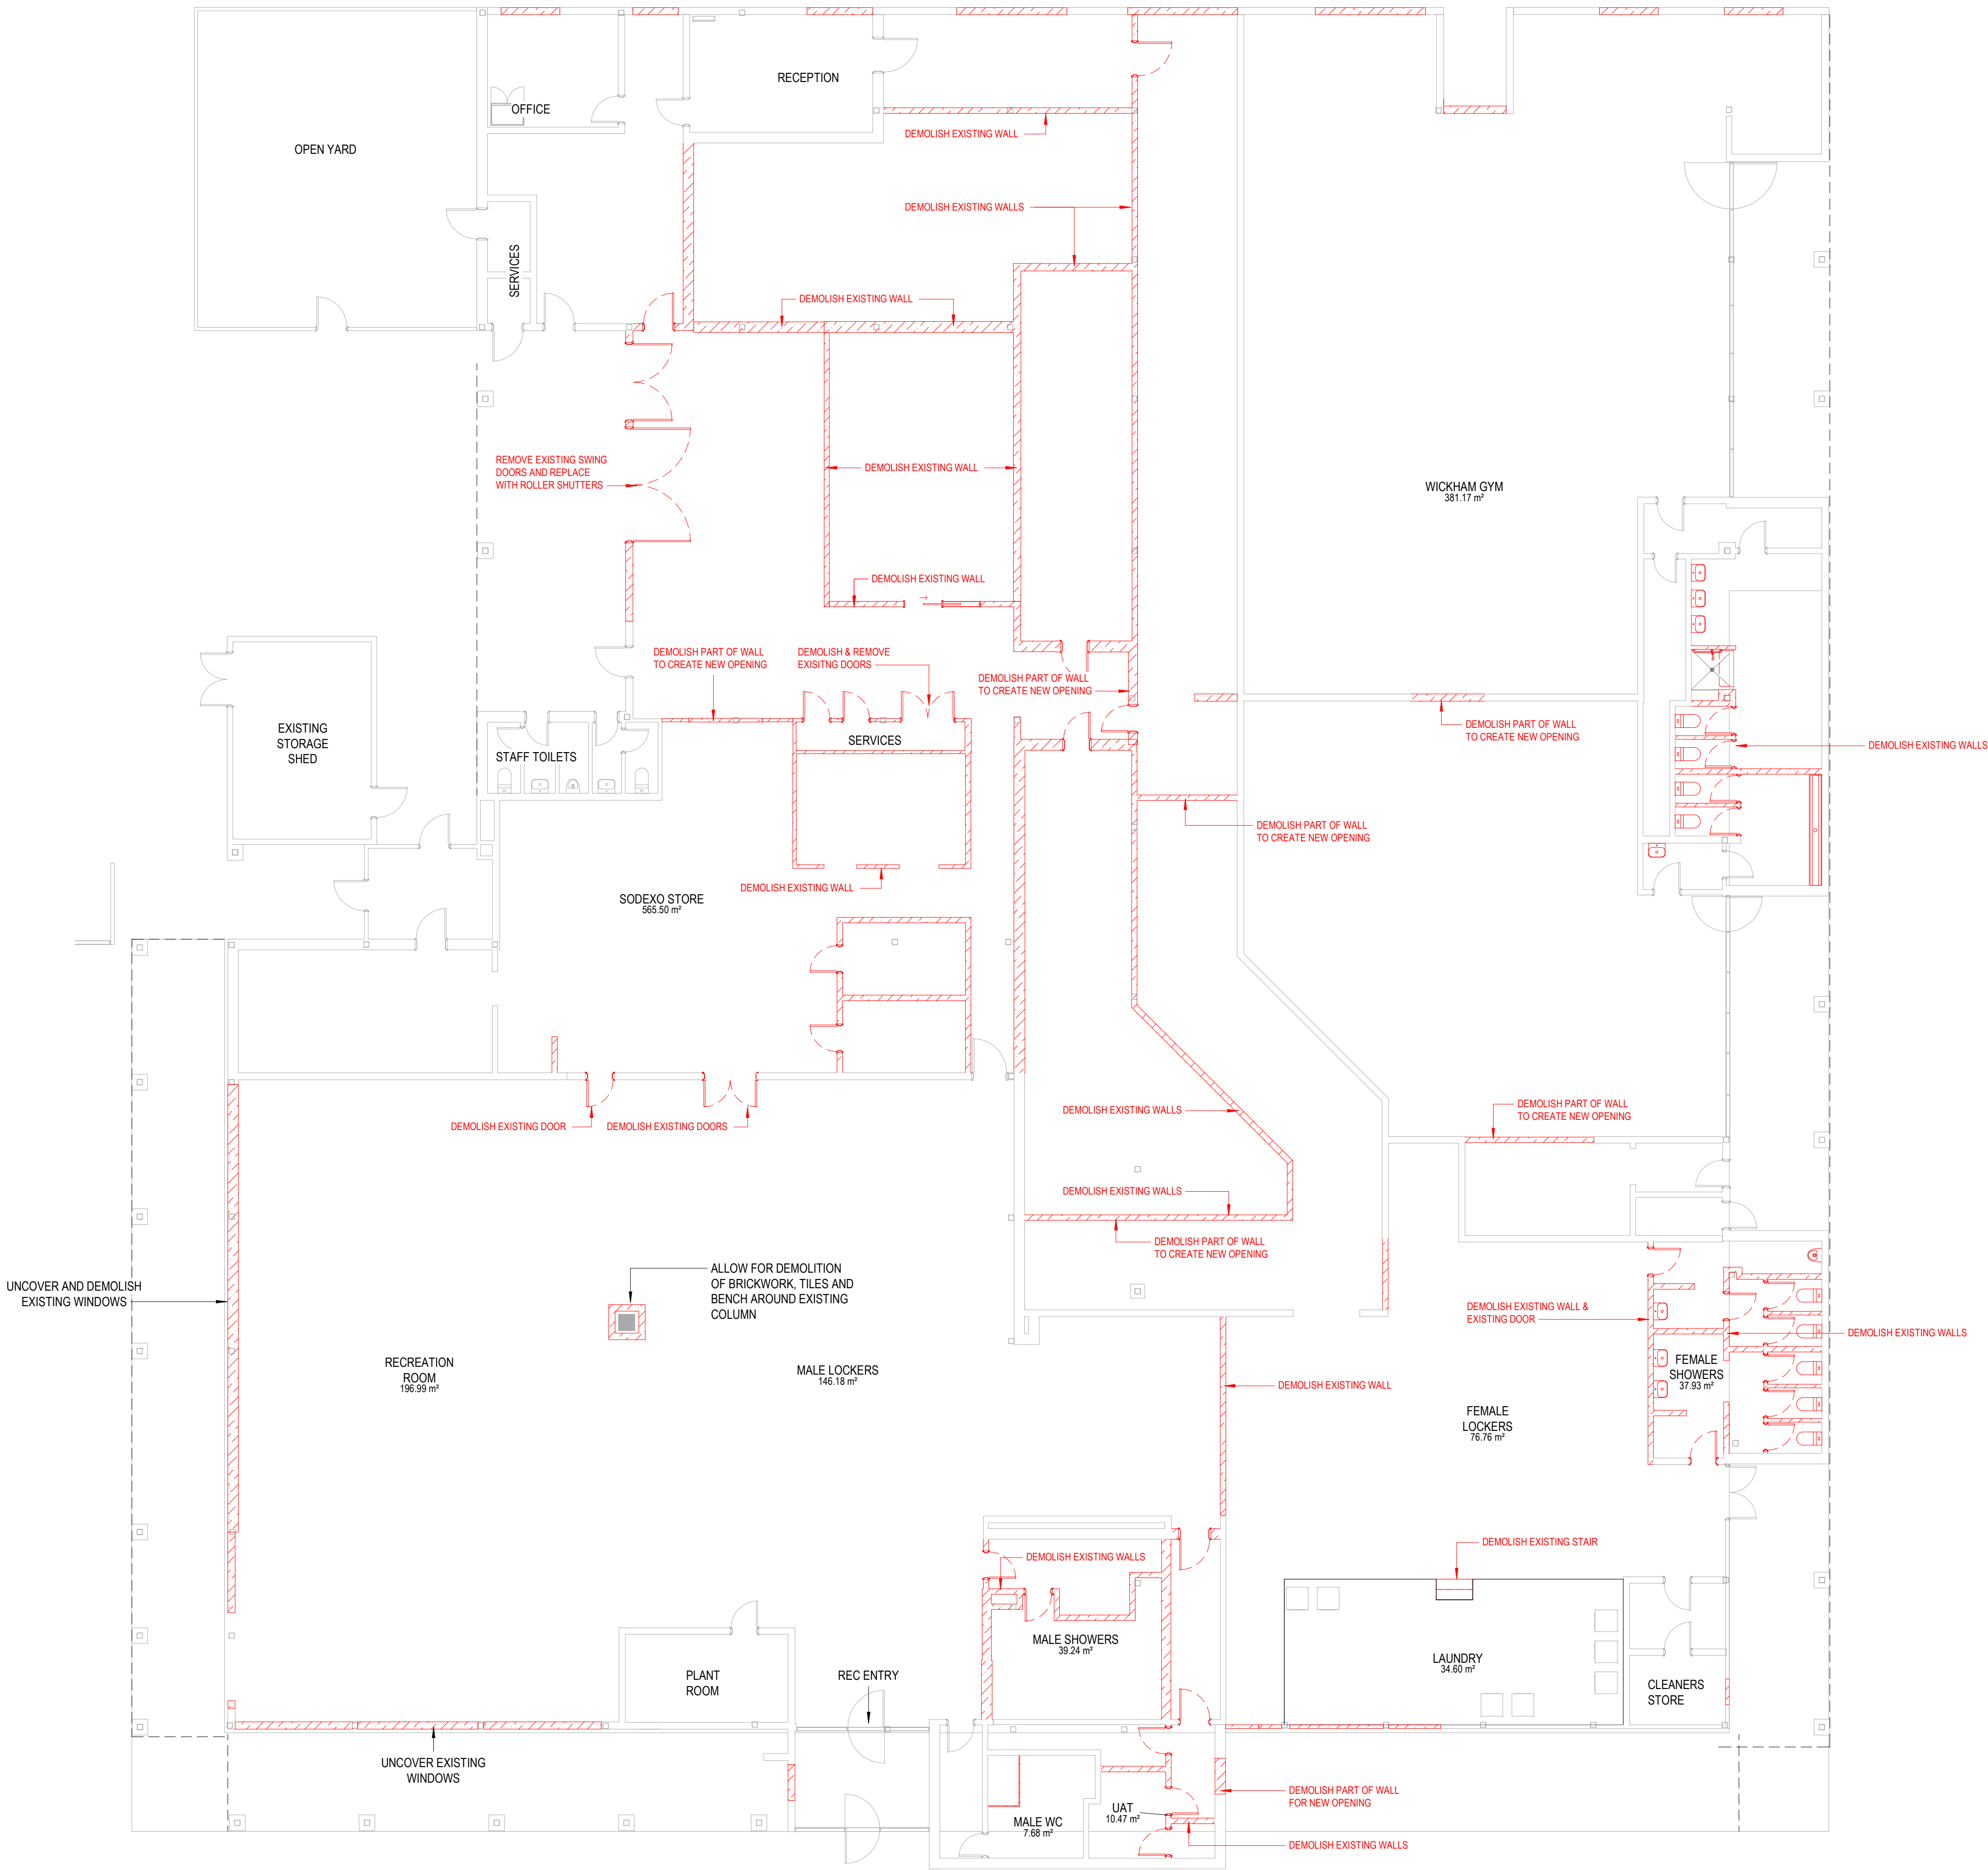 RECEPTION
OFFICE
DEMOLISH EXISTING WALL
OPEN YARD
DEMOLISH EXISTING WALLS
SERVICES
DEMOLISH EXISTING WALL
REMOVE EXISTING SWING
DOORS AND REPLACE
WITH ROLLER SHUTTERS
DEMOLISH EXISTING WALL
WICKHAM GYM
381.17 m²
DEMOLISH EXISTING WALL
DEMOLISH PART OF WALL
TO CREATE NEW OPENING
DEMOLISH & REMOVE
EXISITNG DOORS
DEMOLISH PART OF WALL
TO CREATE NEW OPENING
EXISTING
STORAGE
SHED
STAFF TOILETS
SERVICES
DEMOLISH PART OF WALL
TO CREATE NEW OPENING
DEMOLISH EXISTING WALLS
DEMOLISH PART OF WALL
TO CREATE NEW OPENING
DEMOLISH EXISTING WALL
SODEXO STORE
565.50 m²
DEMOLISH EXISTING DOOR
DEMOLISH EXISTING DOORS
DEMOLISH EXISTING WALLS
DEMOLISH PART OF WALL
TO CREATE NEW OPENING
DEMOLISH EXISTING WALLS
DEMOLISH PART OF WALL
TO CREATE NEW OPENING
UNCOVER AND DEMOLISH
EXISTING WINDOWS
ALLOW FOR DEMOLITION
OF BRICKWORK, TILES AND
BENCH AROUND EXISTING
COLUMN
DEMOLISH EXISTING WALL &
EXISTING DOOR
DEMOLISH EXISTING WALLS
RECREATION
ROOM
196.99 m²
MALE LOCKERS
146.18 m²
DEMOLISH EXISTING WALL
FEMALE
SHOWERS
37.93 m²
FEMALE
LOCKERS
76.76 m²
DEMOLISH EXISTING WALLS
DEMOLISH EXISTING STAIR
MALE SHOWERS
39.24 m²
LAUNDRY
34.60 m²
PLANT
ROOM
REC ENTRY
CLEANERS
STORE
UNCOVER EXISTING
WINDOWS
DEMOLISH PART OF WALL
FOR NEW OPENING
MALE WC
7.68 m²
UAT
10.47 m²
DEMOLISH EXISTING WALLS